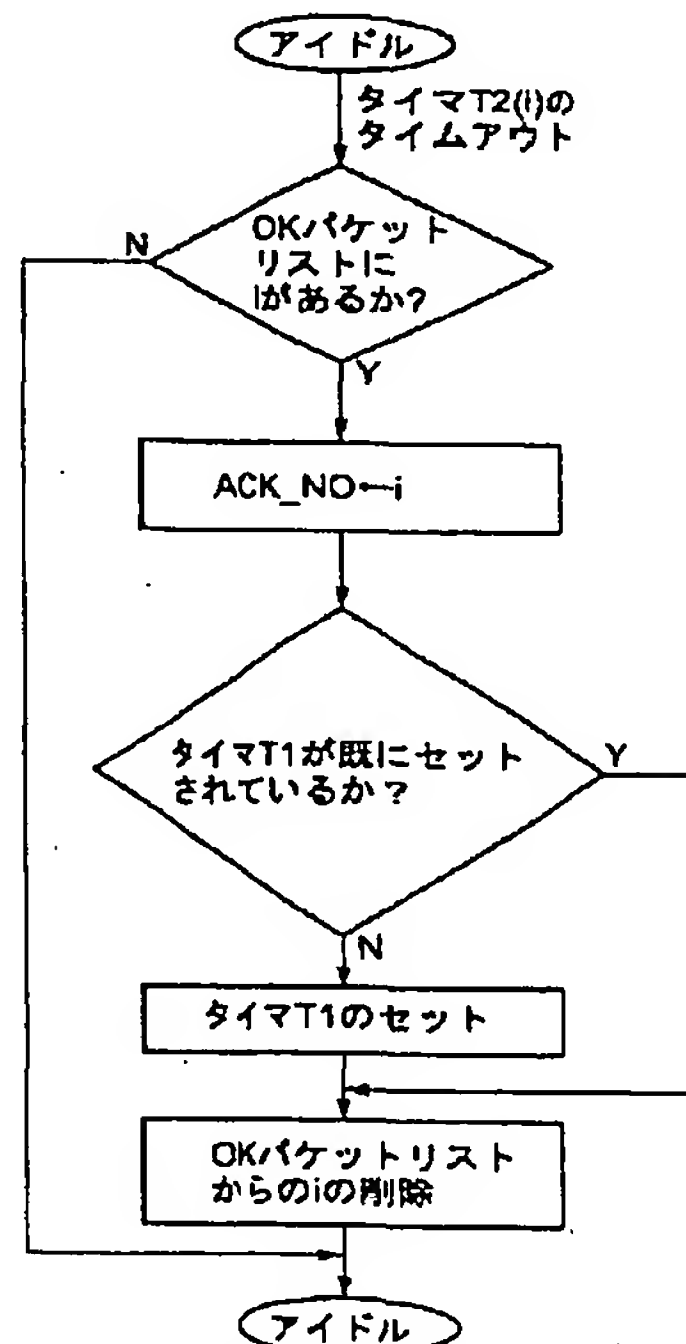 アイドル
タイマT2(i)の
タイムアウト
OKパケット
リストに
iがあるか?
N
Y
ACK_NO←i
タイマT1が既にセット
されているか?
Y
N
タイマT1のセット
OKパケットリスト
からのiの削除
アイドル